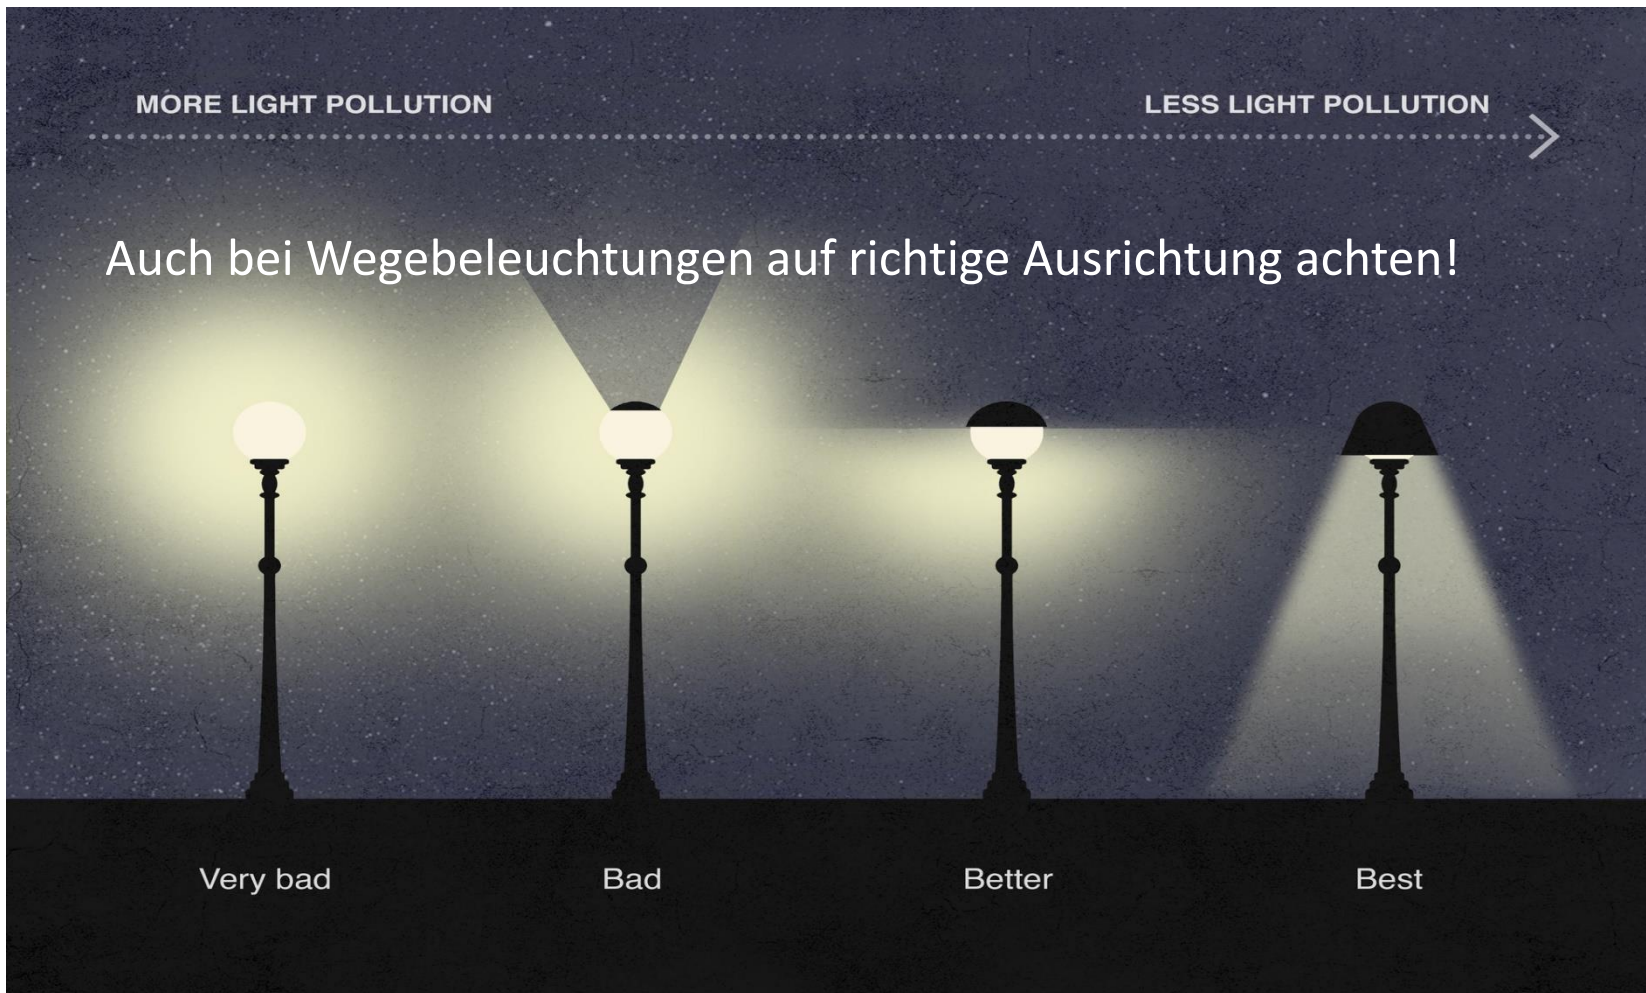 MORE LIGHT POLLUTION
LESS LIGHT POLLUTION
Auch bei Wegebeleuchtungen auf richtige Ausrichtung achten!
Very bad
Bad
Better
Best